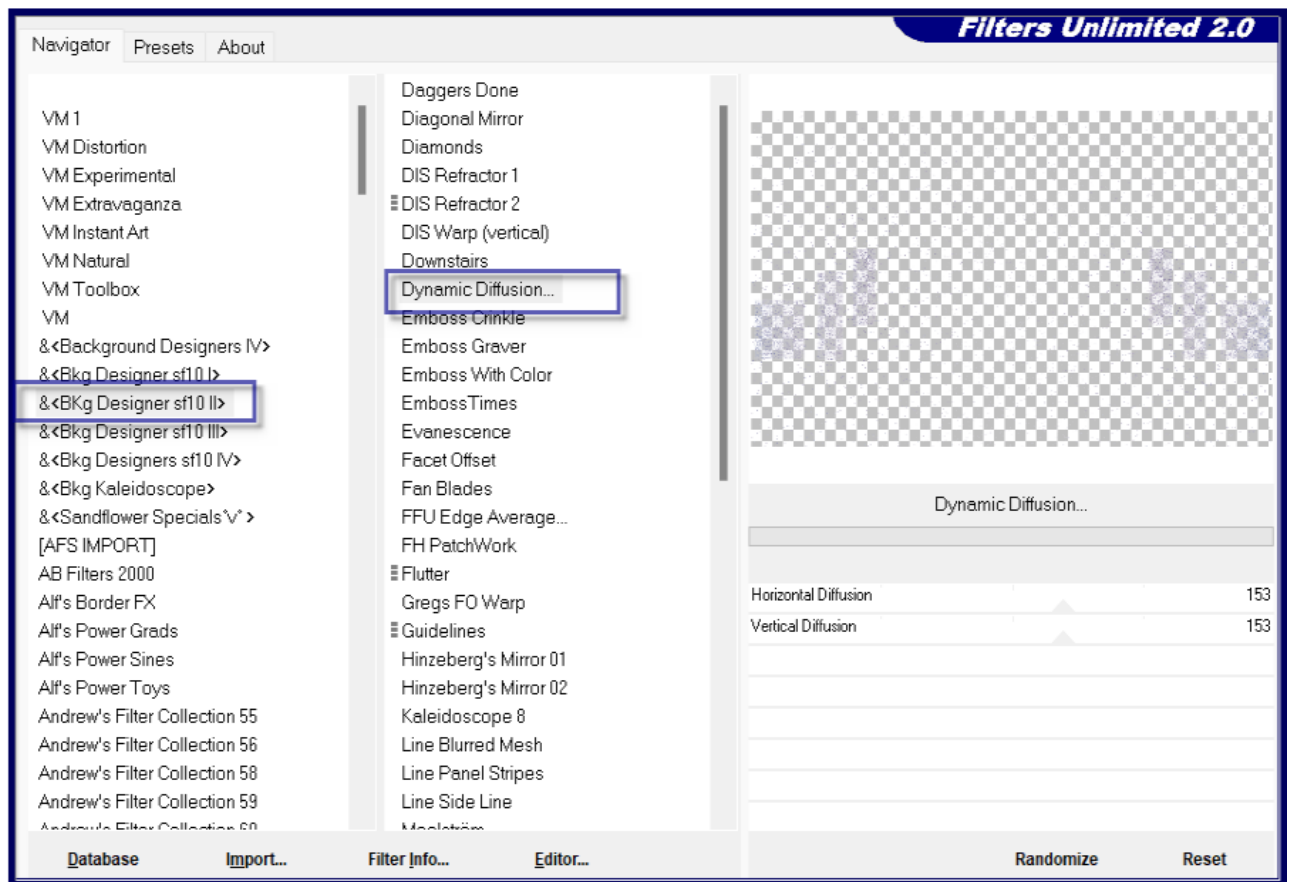 Filters Unlimited 2.0
Navigator Presets About
VM 1
VM Distortion
VM Experimental
VM Extravaganza
VM Instant Art
VM Natural
VM Toolbox
VM
&<Background Designers IV>
&<Bkg Designer sf10 I>
&<BKg Designer sf10 II>
&<Bkg Designer sf10 III>
&<Bkg Designers sf10 IV>
&<Bkg Kaleidoscope>
&<Sandflower Specials°v° >
[AFS IMPORT]
AB Filters 2000
Alf's Border FX
Alf's Power Grads
Alf's Power Sines
Alf's Power Toys
Andrew's Filter Collection 55
Andrew's Filter Collection 56
Andrew's Filter Collection 58
Andrew's Filter Collection 59
Andrew's Filter Collection 60
Daggers Done
Diagonal Mirror
Diamonds
DIS Refractor 1
DIS Refractor 2
DIS Warp (vertical)
Downstairs
Dynamic Diffusion...
Emboss Crinkle
Emboss Graver
Emboss With Color
EmbossTimes
Evanescence
Facet Offset
Fan Blades
FFU Edge Average...
FH PatchWork
Flutter
Gregs FO Warp
Guidelines
Hinzeberg's Mirror 01
Hinzeberg's Mirror 02
Kaleidoscope 8
Line Blurred Mesh
Line Panel Stripes
Line Side Line
Maelström
Dynamic Diffusion...
Horizontal Diffusion 153
Vertical Diffusion 153
Database Import... Filter Info... Editor... Randomize Reset